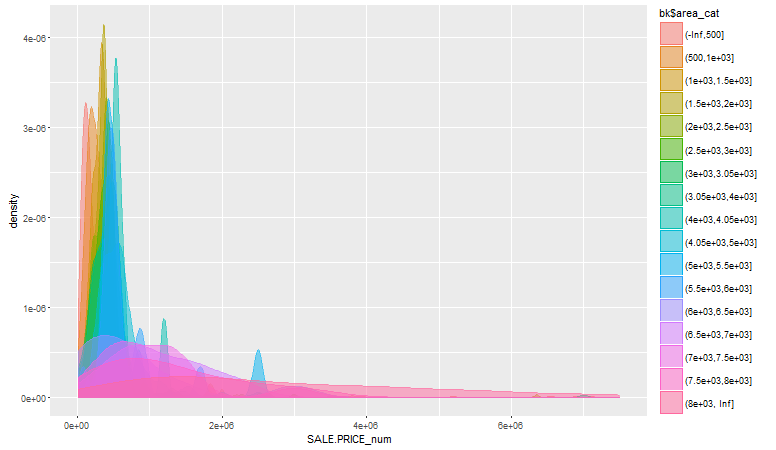 bk$area_cat
(-Inf,500]
(500,1e+03]
(1e+03,1.5e+03]
(1.5e+03,2e+03]
(2e+03,2.5e+03]
(2.5e+03,3e+03]
(3e+03,3.05e+03]
(3.05e+03,4e+03]
(4e+03,4.05e+03]
(4.05e+03,5e+03]
(5e+03,5.5e+03]
(5.5e+03,6e+03]
(6e+03,6.5e+03]
(6.5e+03,7e+03]
(7e+03,7.5e+03]
(7.5e+03,8e+03]
(8e+03, Inf]
density
4e-06
3e-06
2e-06
1e-06
0e+00
0e+00 2e+06 4e+06 6e+06
SALE.PRICE_num